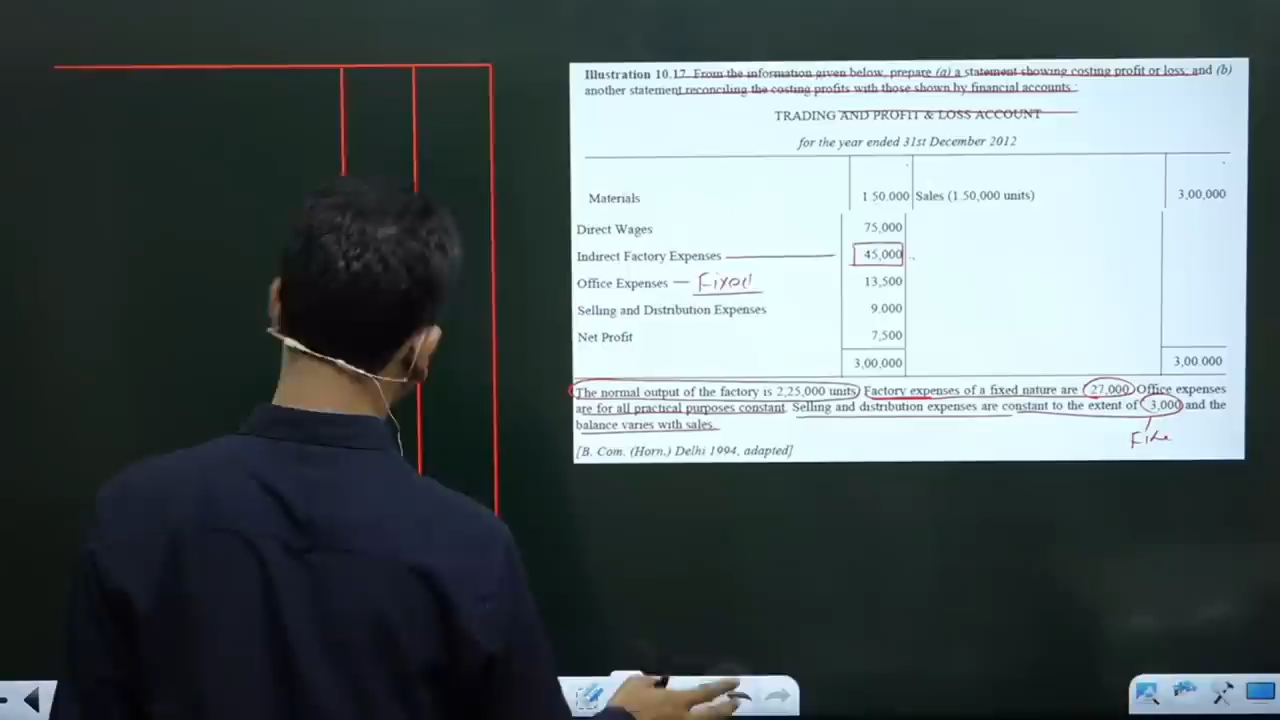 Illustration 10.17. From the information given below, prepare (a) a statement showing costing profit or loss, and (b)
another statement reconciling the costing profits with those shown by financial accounts :
TRADING AND PROFIT & LOSS ACCOUNT
for the year ended 31st December 2012
Materials 1.50.000 Sales (1.50,000 units) 3,00,000
Direct Wages 75,000
Indirect Factory Expenses 45,000
Office Expenses — Fixed 13,500
Selling and Distribution Expenses 9.000
Net Profit 7,500
3,00,000 3,00.000
The normal output of the factory is 2,25,000 units. Factory expenses of a fixed nature are 27,000 Office expenses
are for all practical purposes constant. Selling and distribution expenses are constant to the extent of 3,000 and the
balance varies with sales.
[B. Com. (Horn.) Delhi 1994, adapted]